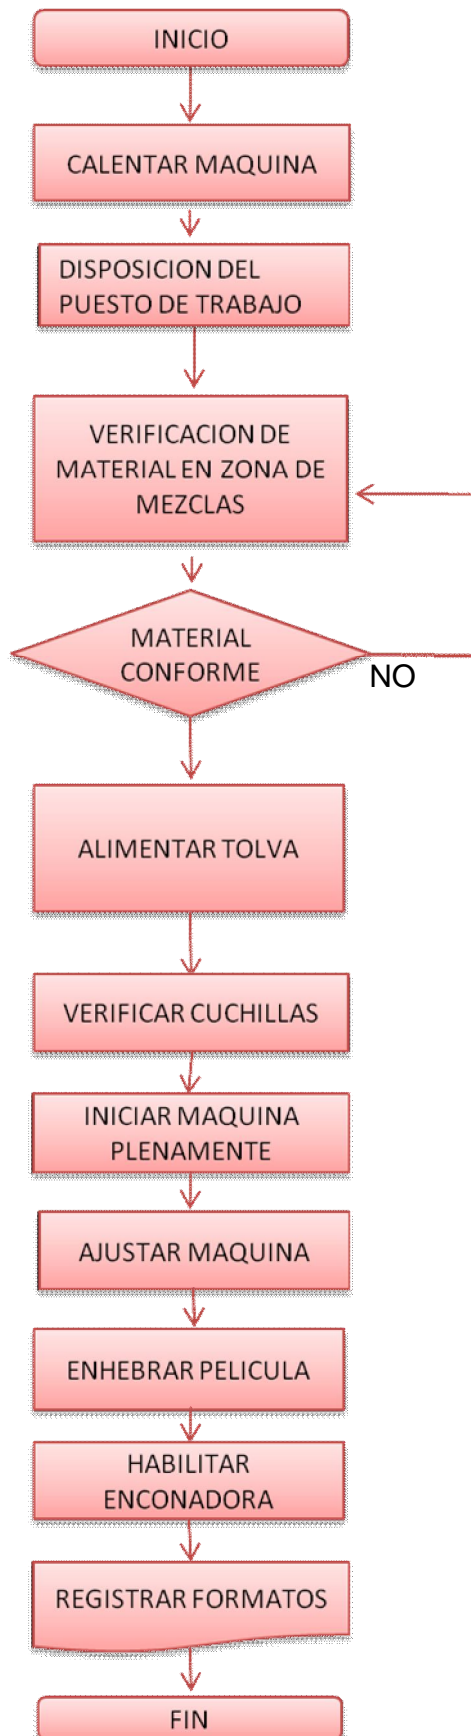 INICIO
CALENTAR MAQUINA
DISPOSICION DEL
PUESTO DE TRABAJO
VERIFICACION DE
MATERIAL EN ZONA DE
MEZCLAS
MATERIAL
CONFORME
NO
ALIMENTAR TOLVA
VERIFICAR CUCHILLAS
INICIAR MAQUINA
PLENAMENTE
AJUSTAR MAQUINA
ENHEBRAR PELICULA
HABILITAR
ENCONADORA
REGISTRAR FORMATOS
FIN